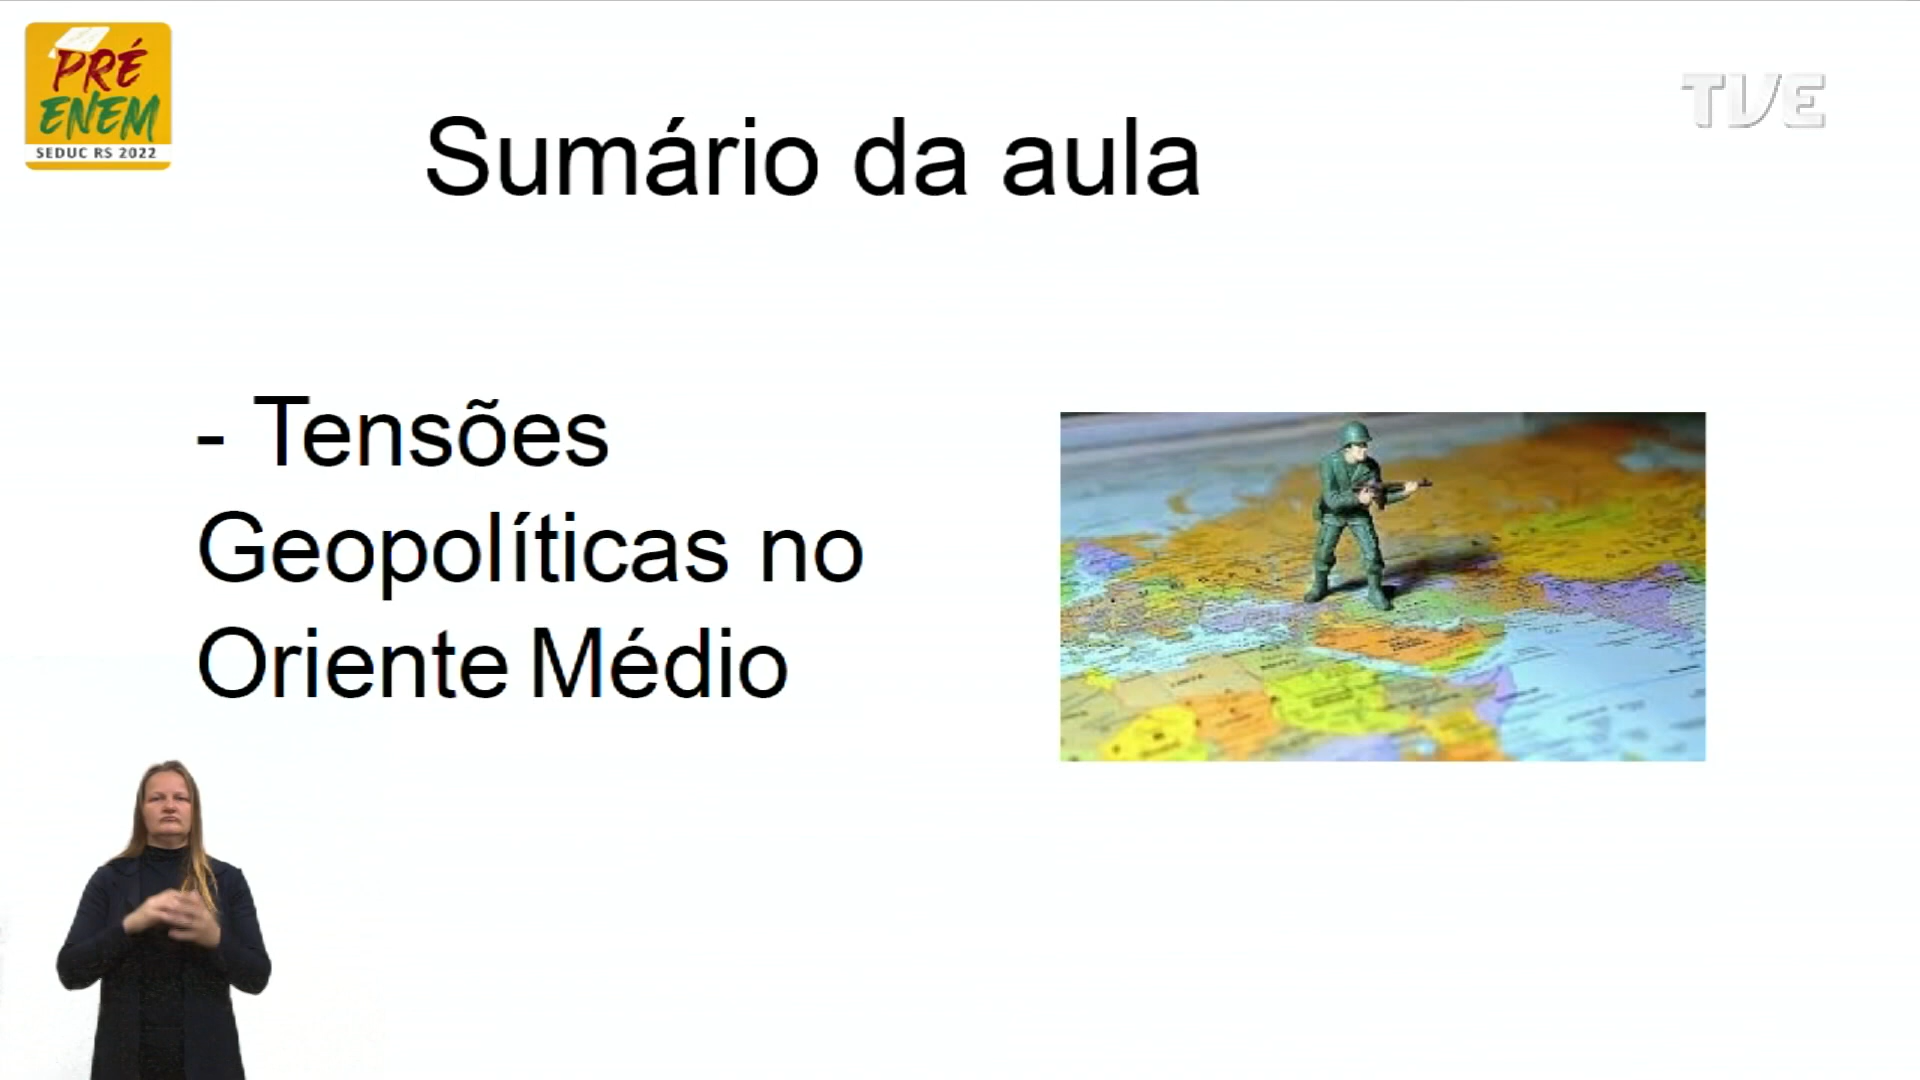 PRÉ
ENEM
SEDUC RS 2022
TVE
Sumário da aula
- Tensões
Geopolíticas no
Oriente Médio